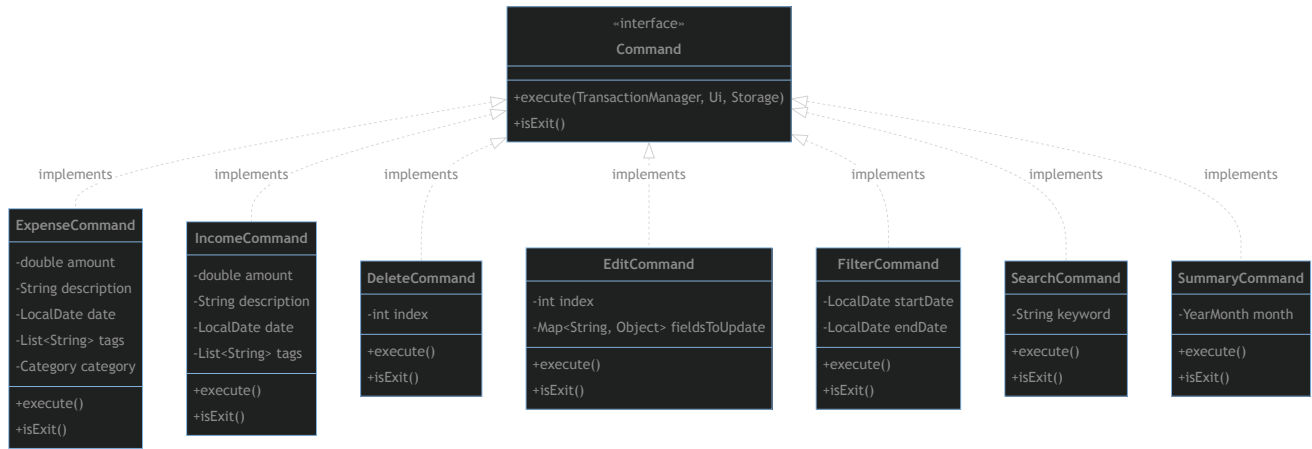 «interface»
Command
+execute(TransactionManager, Ui, Storage)
+isExit()
implements
implements
implements
implements
implements
implements
implements
ExpenseCommand
-double amount
-String description
-LocalDate date
-List<String> tags
-Category category
+execute()
+isExit()
IncomeCommand
-double amount
-String description
-LocalDate date
-List<String> tags
+execute()
+isExit()
DeleteCommand
-int index
+execute()
+isExit()
EditCommand
-int index
-Map<String, Object> fieldsToUpdate
+execute()
+isExit()
FilterCommand
-LocalDate startDate
-LocalDate endDate
+execute()
+isExit()
SearchCommand
-String keyword
+execute()
+isExit()
SummaryCommand
-YearMonth month
+execute()
+isExit()